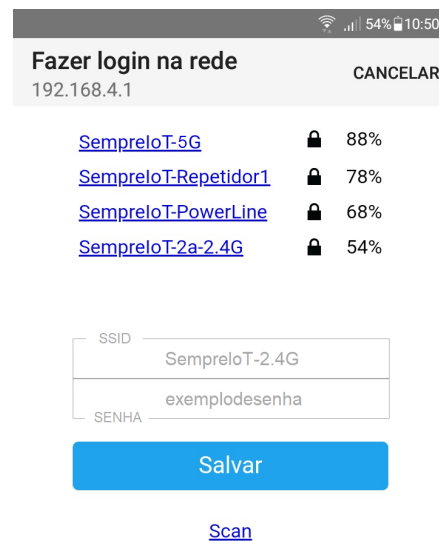 54% 10:50
Fazer login na rede
192.168.4.1
CANCELAR
SempreIoT-5G 88%
SempreIoT-Repetidor1 78%
SempreIoT-PowerLine 68%
SempreIoT-2a-2.4G 54%
SSID
SempreIoT-2.4G
exemplodesenha
SENHA
Salvar
Scan